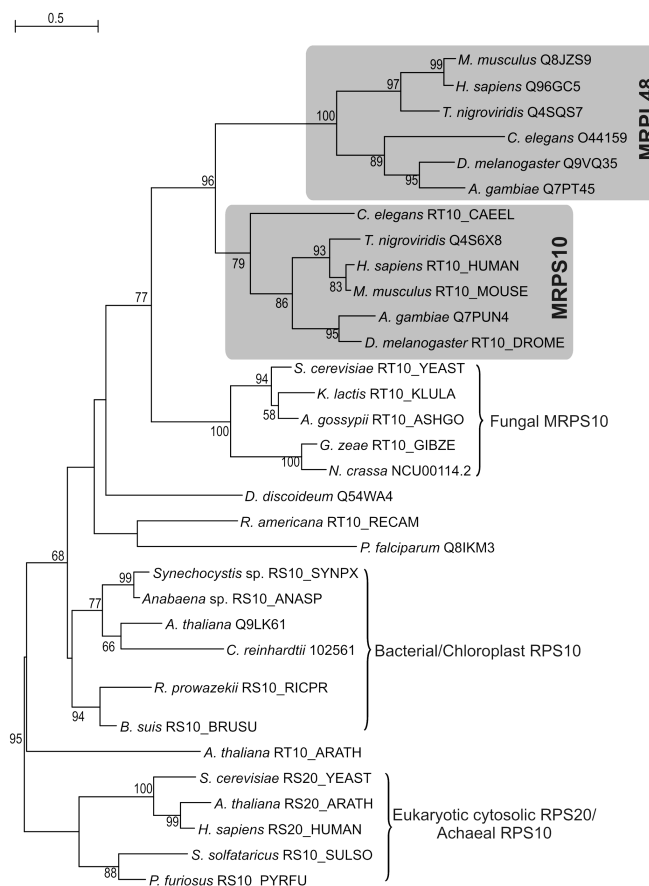 0.5
M. musculus Q8JZS9
99
H. sapiens Q96GC5
97
T. nigroviridis Q4SQS7
100
C. elegans O44159
89
D. melanogaster Q9VQ35
95
A. gambiae Q7PT45
MRPL48
96
C. elegans RT10_CAEEL
79
T. nigroviridis Q4S6X8
93
H. sapiens RT10_HUMAN
83
M. musculus RT10_MOUSE
86
A. gambiae Q7PUN4
95
D. melanogaster RT10_DROME
MRPS10
77
S. cerevisiae RT10_YEAST
94
K. lactis RT10_KLULA
58
A. gossypii RT10_ASHGO
100
G. zeae RT10_GIBZE
100
N. crassa NCU00114.2
Fungal MRPS10
D. discoideum Q54WA4
R. americana RT10_RECAM
P. falciparum Q8IKM3
68
Synechocystis sp. RS10_SYNPX
99
Anabaena sp. RS10_ANASP
77
A. thaliana Q9LK61
66
C. reinhardtii 102561
Bacterial/Chloroplast RPS10
R. prowazekii RS10_RICPR
94
B. suis RS10_BRUSU
95
A. thaliana RT10_ARATH
S. cerevisiae RS20_YEAST
100
A. thaliana RS20_ARATH
99
H. sapiens RS20_HUMAN
Eukaryotic cytosolic RPS20/
Achaeal RPS10
S. solfataricus RS10_SULSO
88
P. furiosus RS10_PYRFU